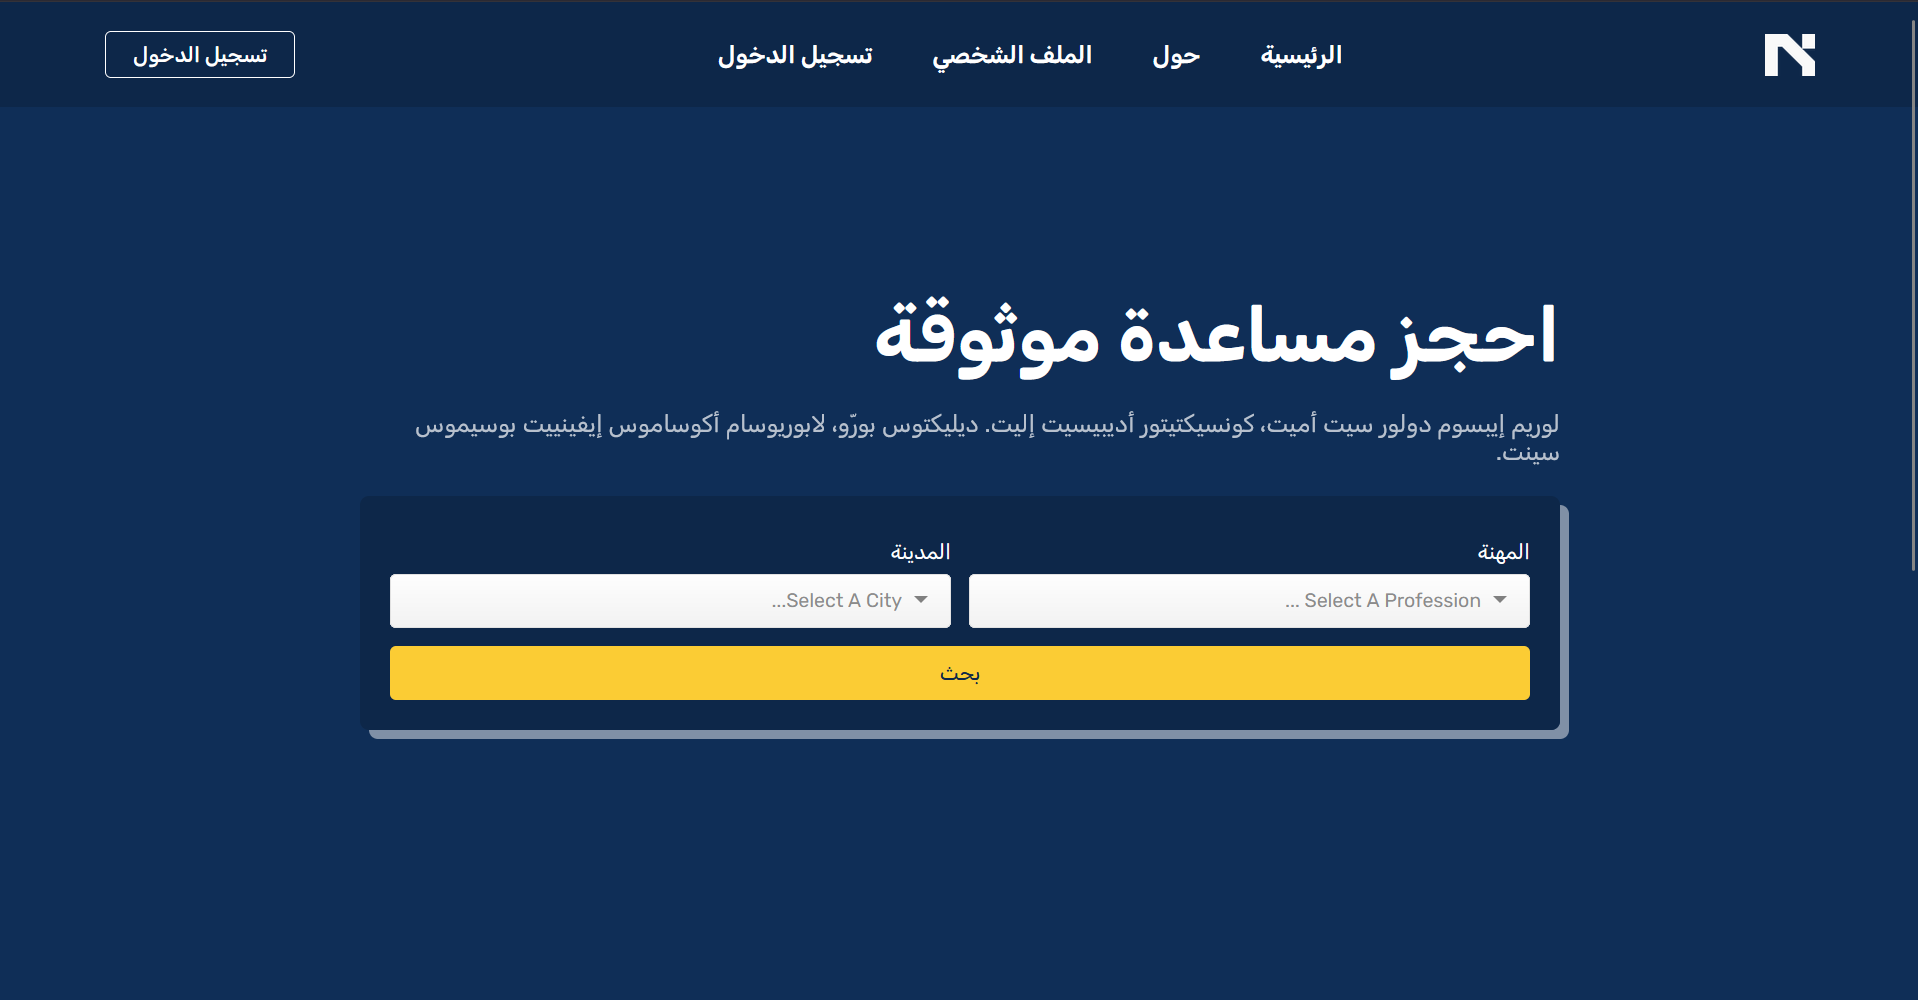 الرئيسية
حول
الملف الشخصي
تسجيل الدخول
تسجيل الدخول
احجز مساعدة موثوقة
لوريم إيبسوم دولور سيت أميت، كونسيكتيتور أديبيسيت إليت. ديليكتوس بورّو، لابوريوسام أكوساموس إيفينييت بوسيموس
سينت.
المهنة
المدينة
Select A Profession ...
Select A City...
بحث